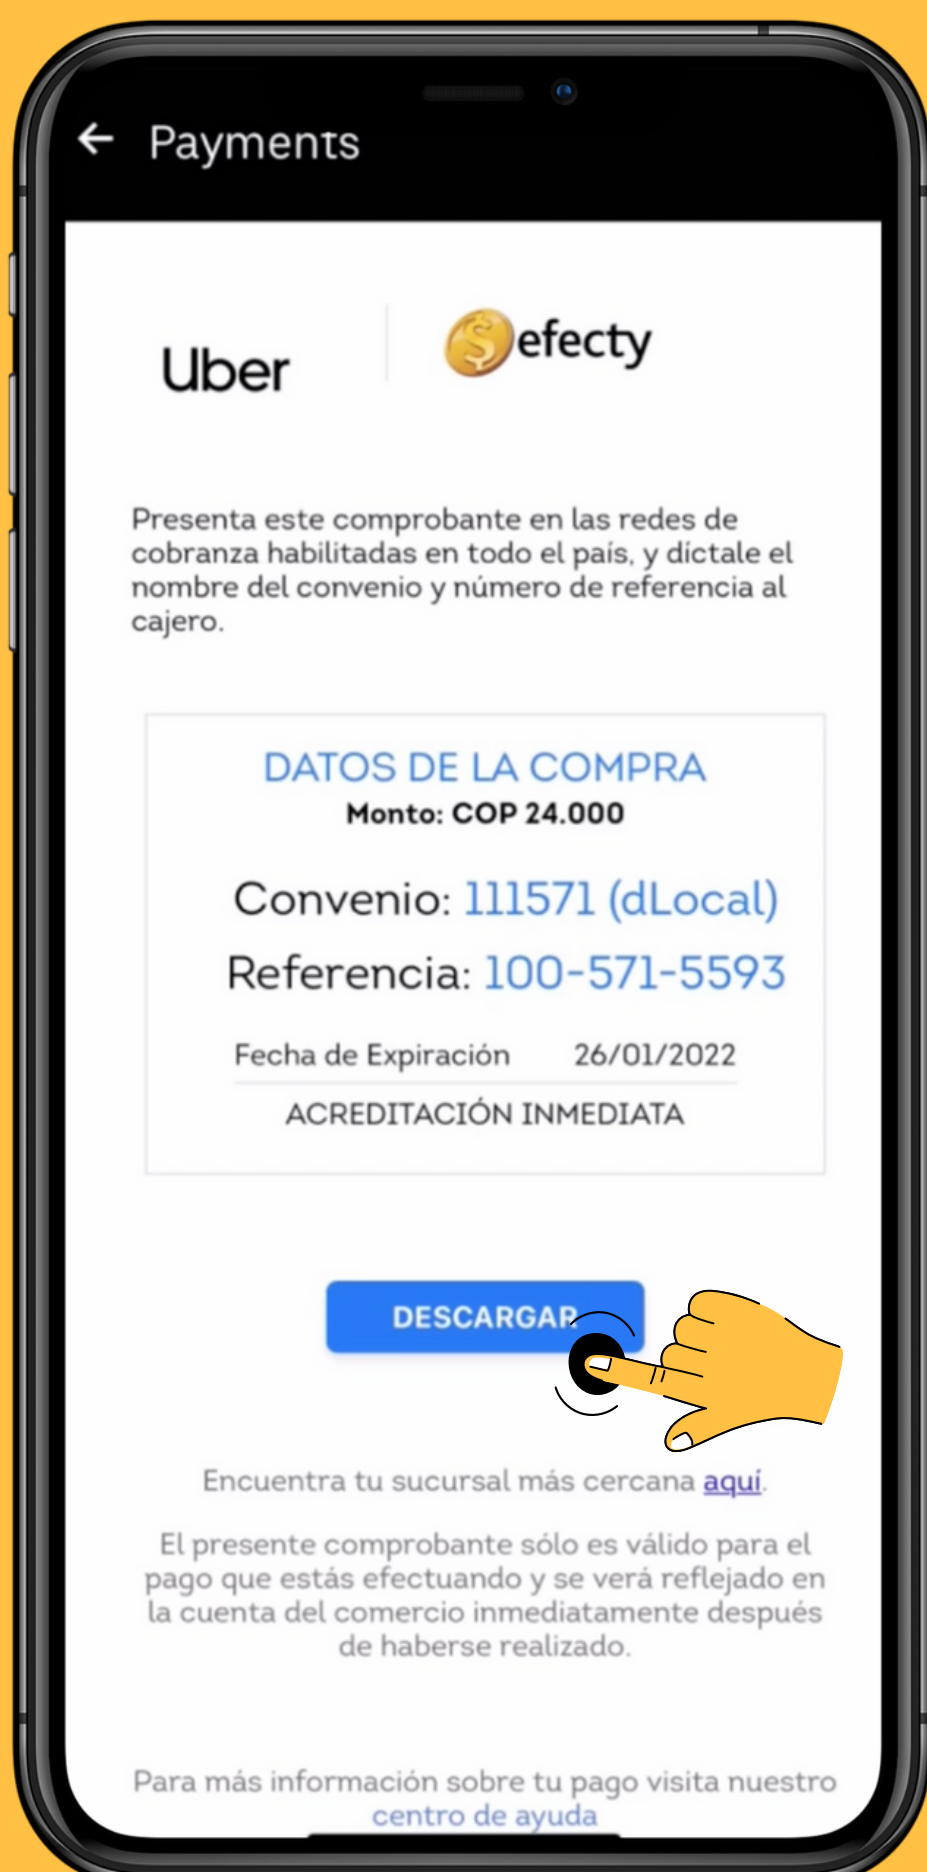 ← Payments
Uber
efecty
Presenta este comprobante en las redes de
cobranza habilitadas en todo el país, y díctale el
nombre del convenio y número de referencia al
cajero.
DATOS DE LA COMPRA
Monto: COP 24.000
Convenio: 111571 (dLocal)
Referencia: 100-571-5593
Fecha de Expiración 26/01/2022
ACREDITACIÓN INMEDIATA
DESCARGAR
Encuentra tu sucursal más cercana aquí.
El presente comprobante sólo es válido para el
pago que estás efectuando y se verá reflejado en
la cuenta del comercio inmediatamente después
de haberse realizado.
Para más información sobre tu pago visita nuestro
centro de ayuda